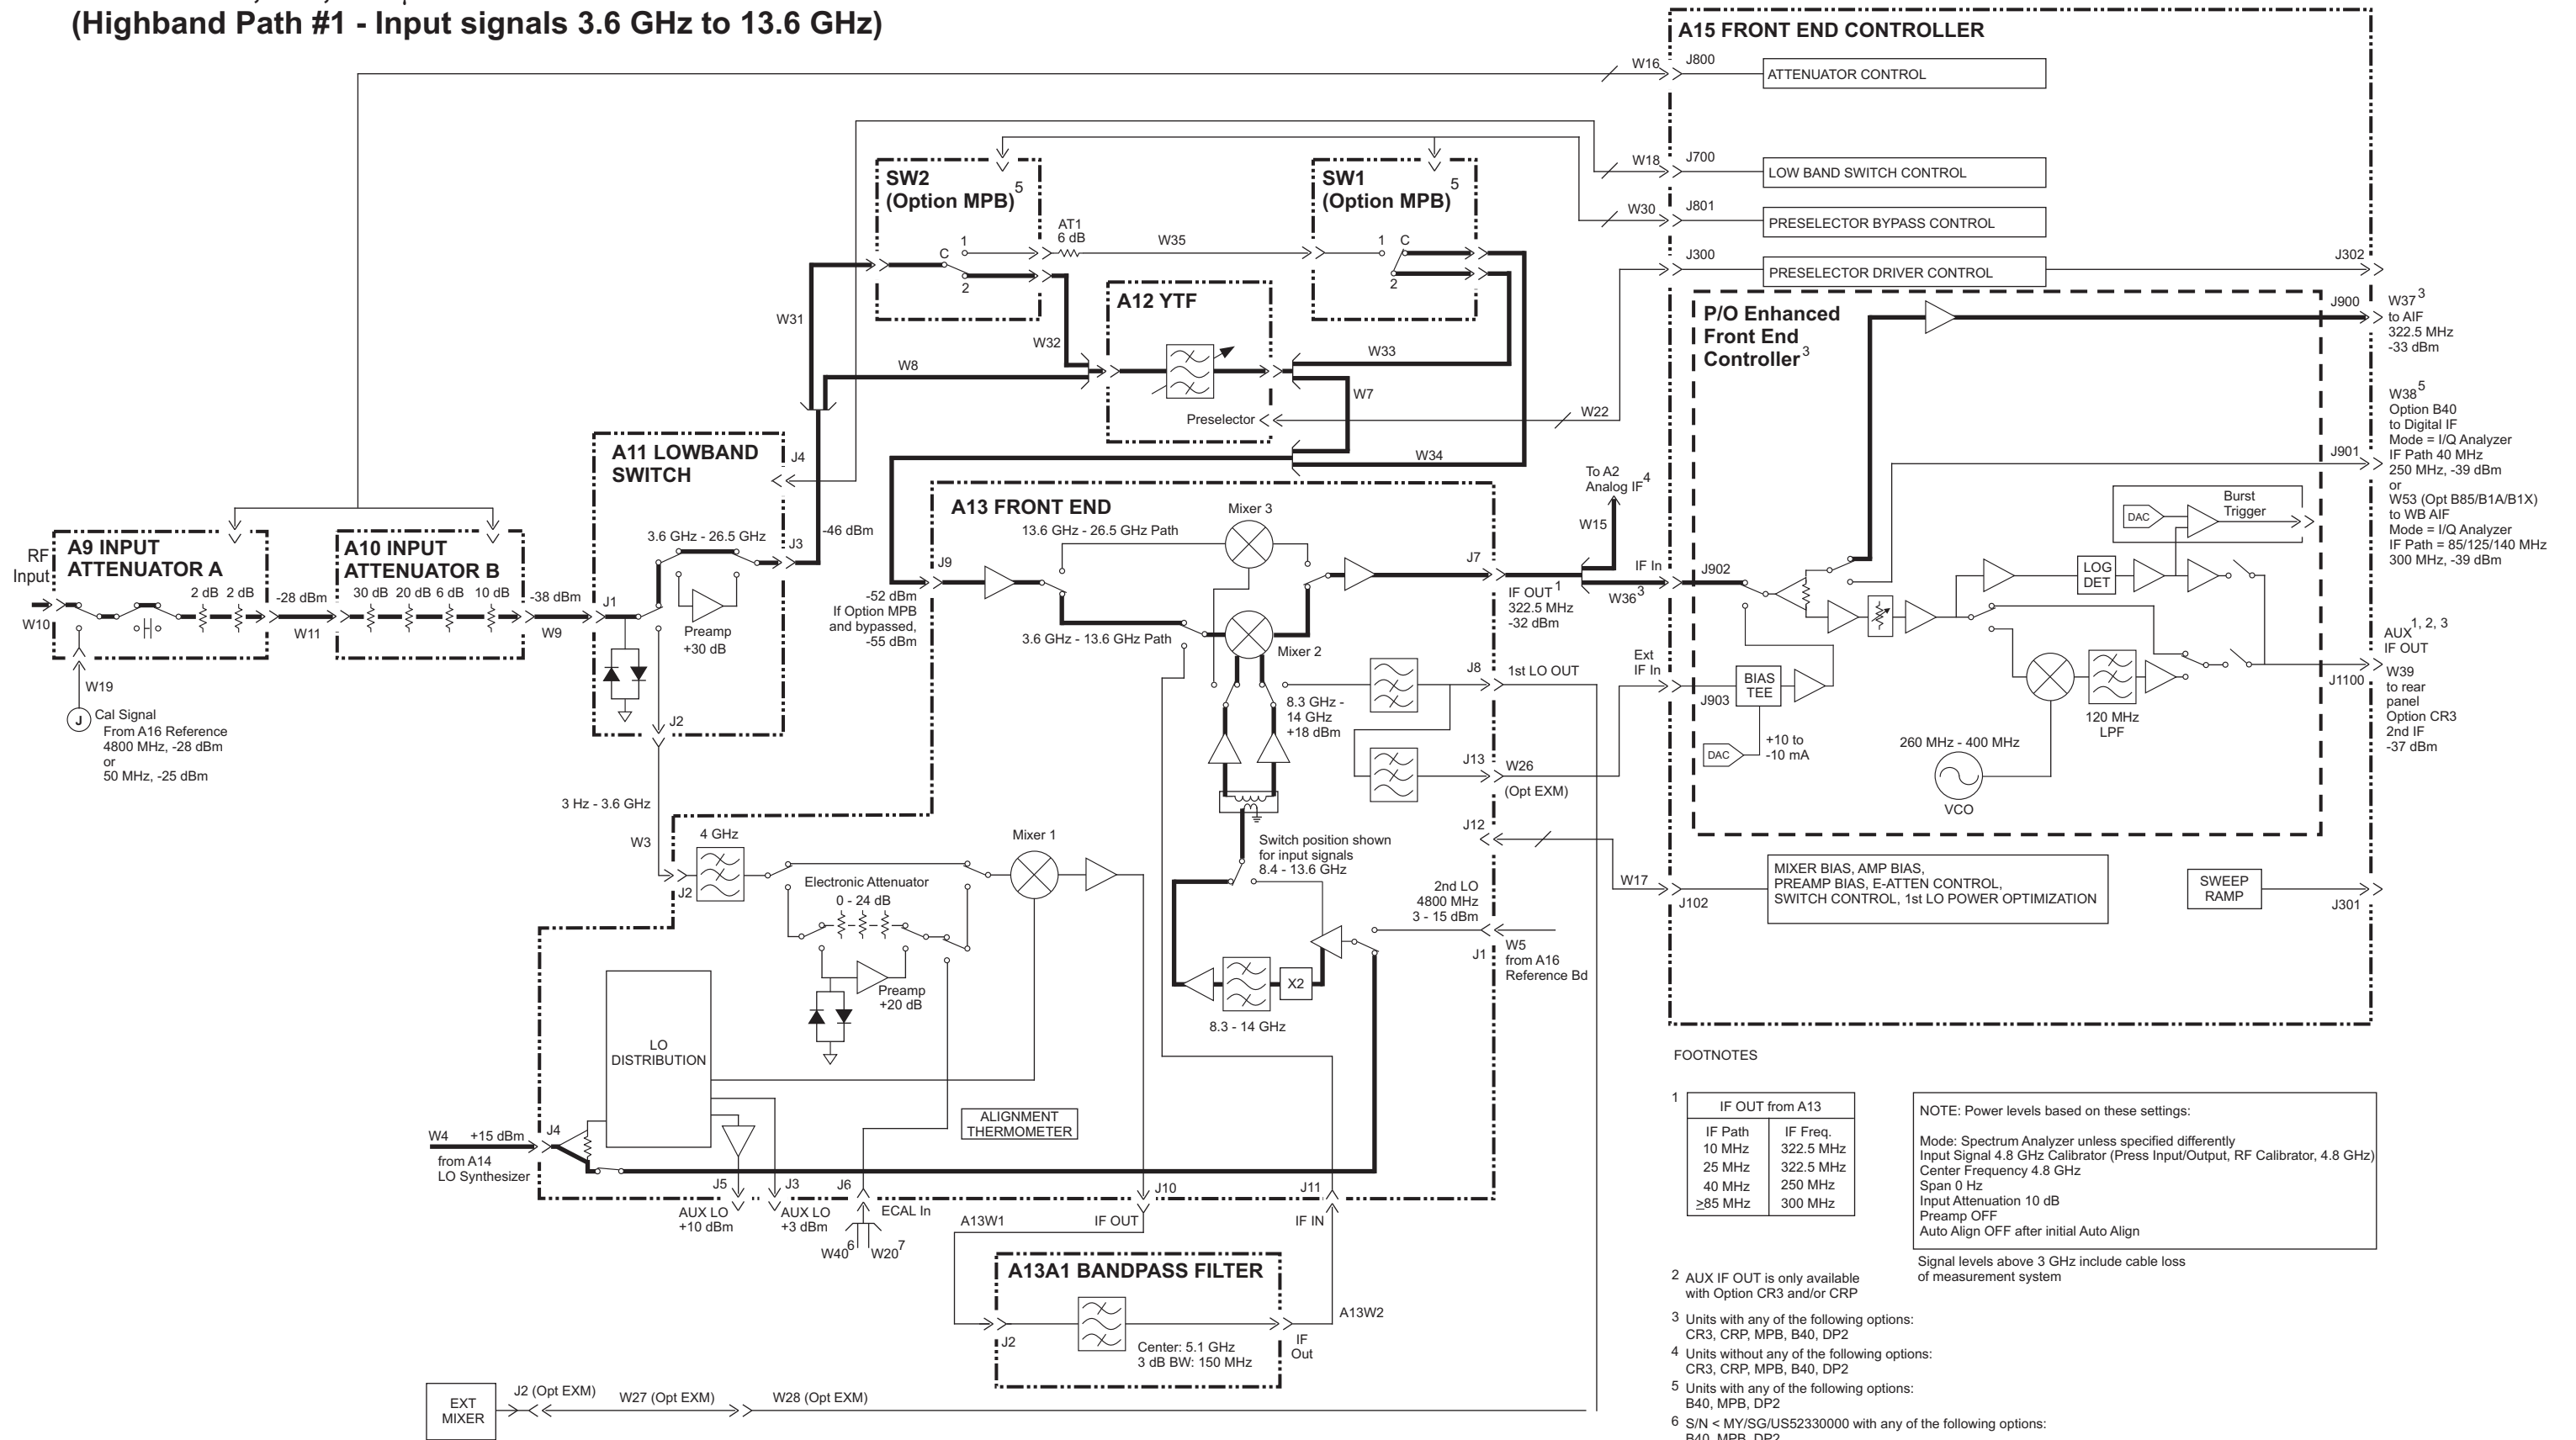 (Highband Path #1 - Input signals 3.6 GHz to 13.6 GHz)
A15 FRONT END CONTROLLER
W16
J800
ATTENUATOR CONTROL
W18
J700
LOW BAND SWITCH CONTROL
W30
J801
PRESELECTOR BYPASS CONTROL
J300
PRESELECTOR DRIVER CONTROL
J302
SW2
(Option MPB) 5
C
1
2
AT1
6 dB
W35
SW1
(Option MPB) 5
1
C
2
W31
W32
W8
A12 YTF
Preselector
W33
W7
W22
W34
P/O Enhanced
Front End
Controller 3
J900
W37 3
to AIF
322.5 MHz
-33 dBm
W38 5
Option B40
to Digital IF
Mode = I/Q Analyzer
IF Path 40 MHz
250 MHz, -39 dBm
or
W53 (Opt B85/B1A/B1X)
to WB AIF
Mode = I/Q Analyzer
IF Path = 85/125/140 MHz
300 MHz, -39 dBm
J901
Burst
Trigger
DAC
LOG
DET
AUX 1, 2, 3
IF OUT
W39
to rear
panel
Option CR3
2nd IF
-37 dBm
J1100
J902
IF In
W36 3
Ext
IF In
J903
BIAS
TEE
DAC
+10 to
-10 mA
120 MHz
LPF
260 MHz - 400 MHz
VCO
To A2
Analog IF 4
W15
RF
Input
W10
A9 INPUT
ATTENUATOR A
2 dB 2 dB
-28 dBm
W11
A10 INPUT
ATTENUATOR B
30 dB 20 dB 6 dB 10 dB
-38 dBm
W9
W19
J
Cal Signal
From A16 Reference
4800 MHz, -28 dBm
or
50 MHz, -25 dBm
A11 LOWBAND
SWITCH
J4
3.6 GHz - 26.5 GHz
J3
J1
Preamp
+30 dB
J2
-46 dBm
3 Hz - 3.6 GHz
W3
A13 FRONT END
J9
-52 dBm
If Option MPB
and bypassed,
-55 dBm
13.6 GHz - 26.5 GHz Path
Mixer 3
3.6 GHz - 13.6 GHz Path
Mixer 2
J7
IF OUT 1
322.5 MHz
-32 dBm
J8
1st LO OUT
8.3 GHz -
14 GHz
+18 dBm
J13
W26
(Opt EXM)
J12
Switch position shown
for input signals
8.4 - 13.6 GHz
2nd LO
4800 MHz
3 - 15 dBm
J1
W5
from A16
Reference Bd
X2
8.3 - 14 GHz
J2
4 GHz
Electronic Attenuator
0 - 24 dB
Preamp
+20 dB
Mixer 1
LO
DISTRIBUTION
ALIGNMENT
THERMOMETER
W4
+15 dBm
J4
from A14
LO Synthesizer
J5
J3
J6
AUX LO
+10 dBm
AUX LO
+3 dBm
ECAL In
W40 6
W20 7
J10
J11
A13W1
IF OUT
IF IN
A13A1 BANDPASS FILTER
J2
Center: 5.1 GHz
3 dB BW: 150 MHz
IF
Out
A13W2
EXT
MIXER
J2 (Opt EXM)
W27 (Opt EXM)
W28 (Opt EXM)
W17
J102
MIXER BIAS, AMP BIAS,
PREAMP BIAS, E-ATTEN CONTROL,
SWITCH CONTROL, 1st LO POWER OPTIMIZATION
SWEEP
RAMP
J301
FOOTNOTES
1
IF OUT from A13
IF Path IF Freq.
10 MHz 322.5 MHz
25 MHz 322.5 MHz
40 MHz 250 MHz
≥85 MHz 300 MHz
NOTE: Power levels based on these settings:
Mode: Spectrum Analyzer unless specified differently
Input Signal 4.8 GHz Calibrator (Press Input/Output, RF Calibrator, 4.8 GHz)
Center Frequency 4.8 GHz
Span 0 Hz
Input Attenuation 10 dB
Preamp OFF
Auto Align OFF after initial Auto Align
Signal levels above 3 GHz include cable loss
of measurement system
2 AUX IF OUT is only available
with Option CR3 and/or CRP
3 Units with any of the following options:
CR3, CRP, MPB, B40, DP2
4 Units without any of the following options:
CR3, CRP, MPB, B40, DP2
5 Units with any of the following options:
B40, MPB, DP2
6 S/N < MY/SG/US52330000 with any of the following options:
B40, MPB, DP2